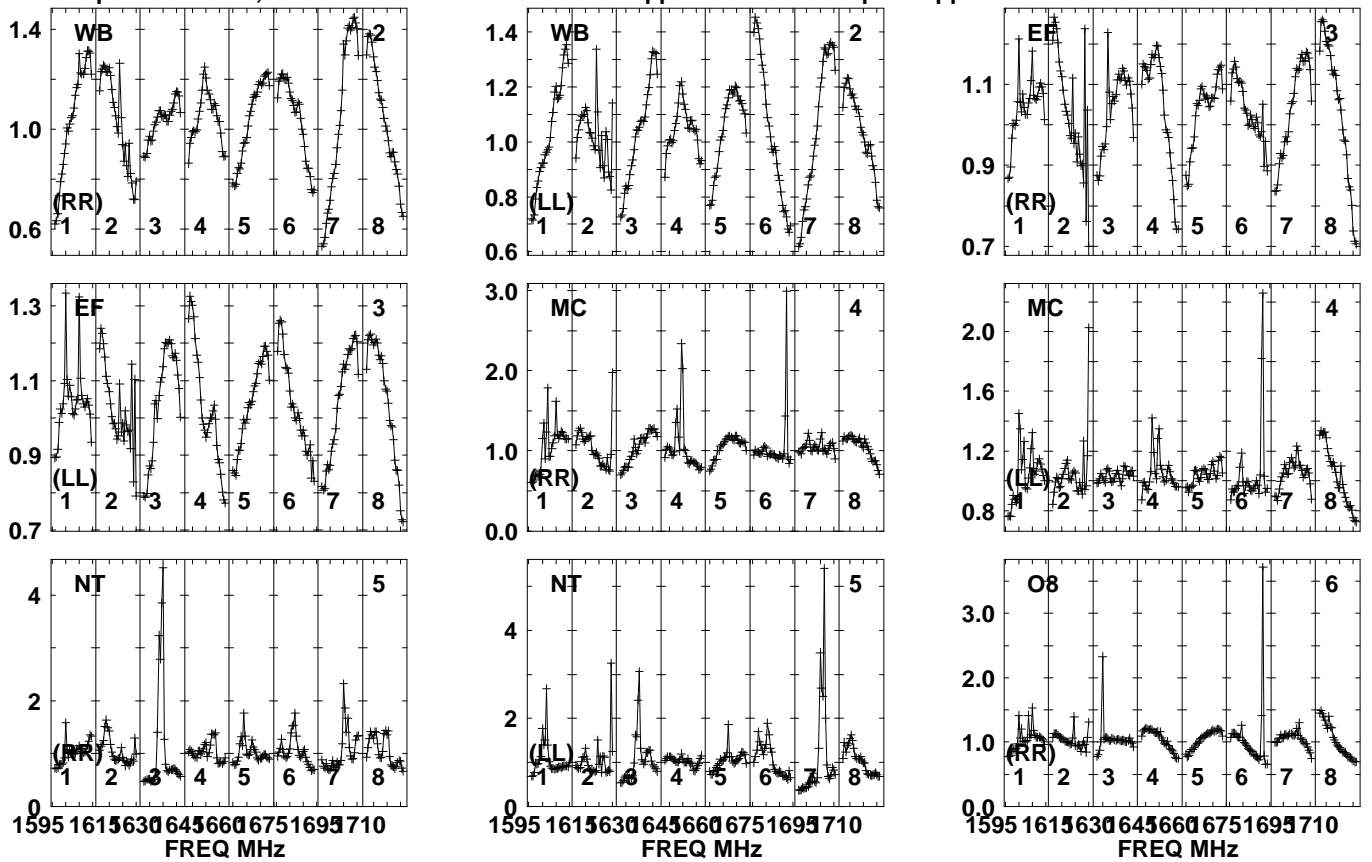 WB 2 WB 2 EF 3
1.4 1.2 1.0 0.8 0.6
(RR) 1 2 3 4 5 6 7 8
1.4 1.2 1.0 0.8 0.6
(LL) 1 2 3 4 5 6 7 8
1.1 0.9 0.7
(RR) 1 2 3 4 5 6 7 8
EF 3 MC 4 MC 4
1.3 1.1 0.9 0.7
(LL) 1 2 3 4 5 6 7 8
3.0 2.0 1.0 0.0
(RR) 1 2 3 4 5 6 7 8
2.0 1.6 1.2 0.8
(LL) 1 2 3 4 5 6 7 8
NT 5 NT 5 O8 6
4 2 0
(RR) 1 2 3 4 5 6 7 8
6 4 2 0
(LL) 1 2 3 4 5 6 7 8
3.0 2.0 1.0 0.0
(RR) 1 2 3 4 5 6 7 8
1595 1615 1630 1645 1660 1675 1695 1710
1595 1615 1630 1645 1660 1675 1695 1710
1595 1615 1630 1645 1660 1675 1695 1710
FREQ MHz FREQ MHz FREQ MHz